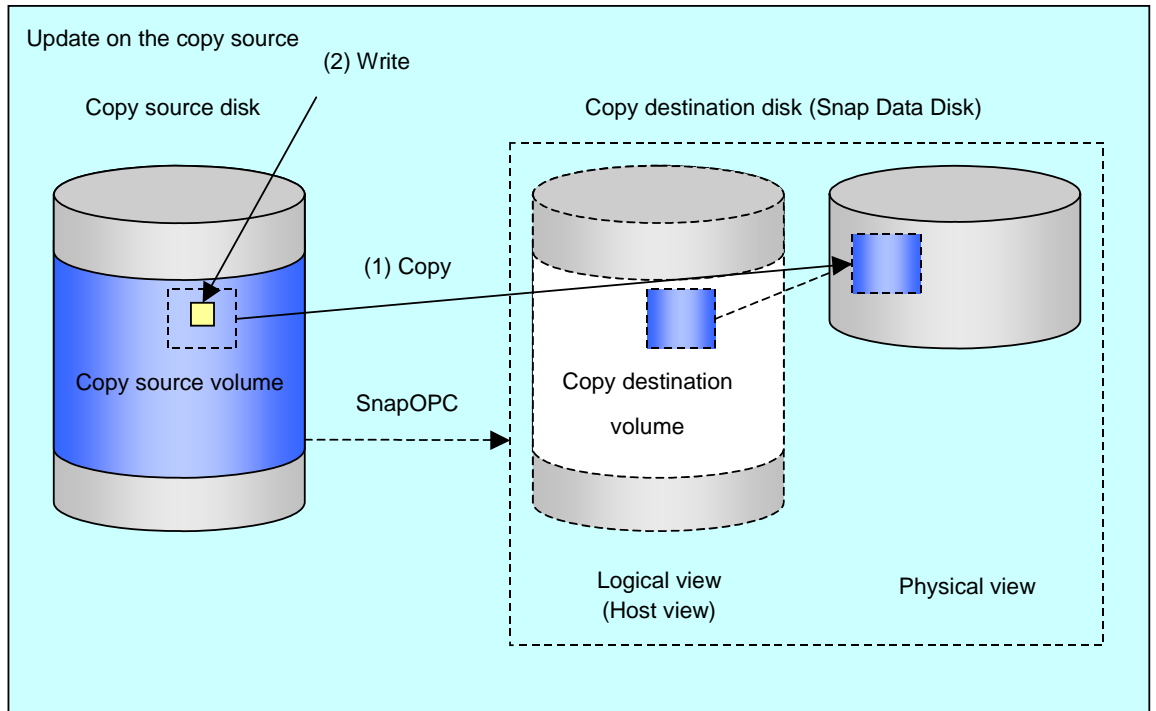 Update on the copy source
(2) Write
Copy source disk
Copy destination disk (Snap Data Disk)
(1) Copy
Copy source volume
Copy destination
volume
SnapOPC
Logical view
(Host view)
Physical view